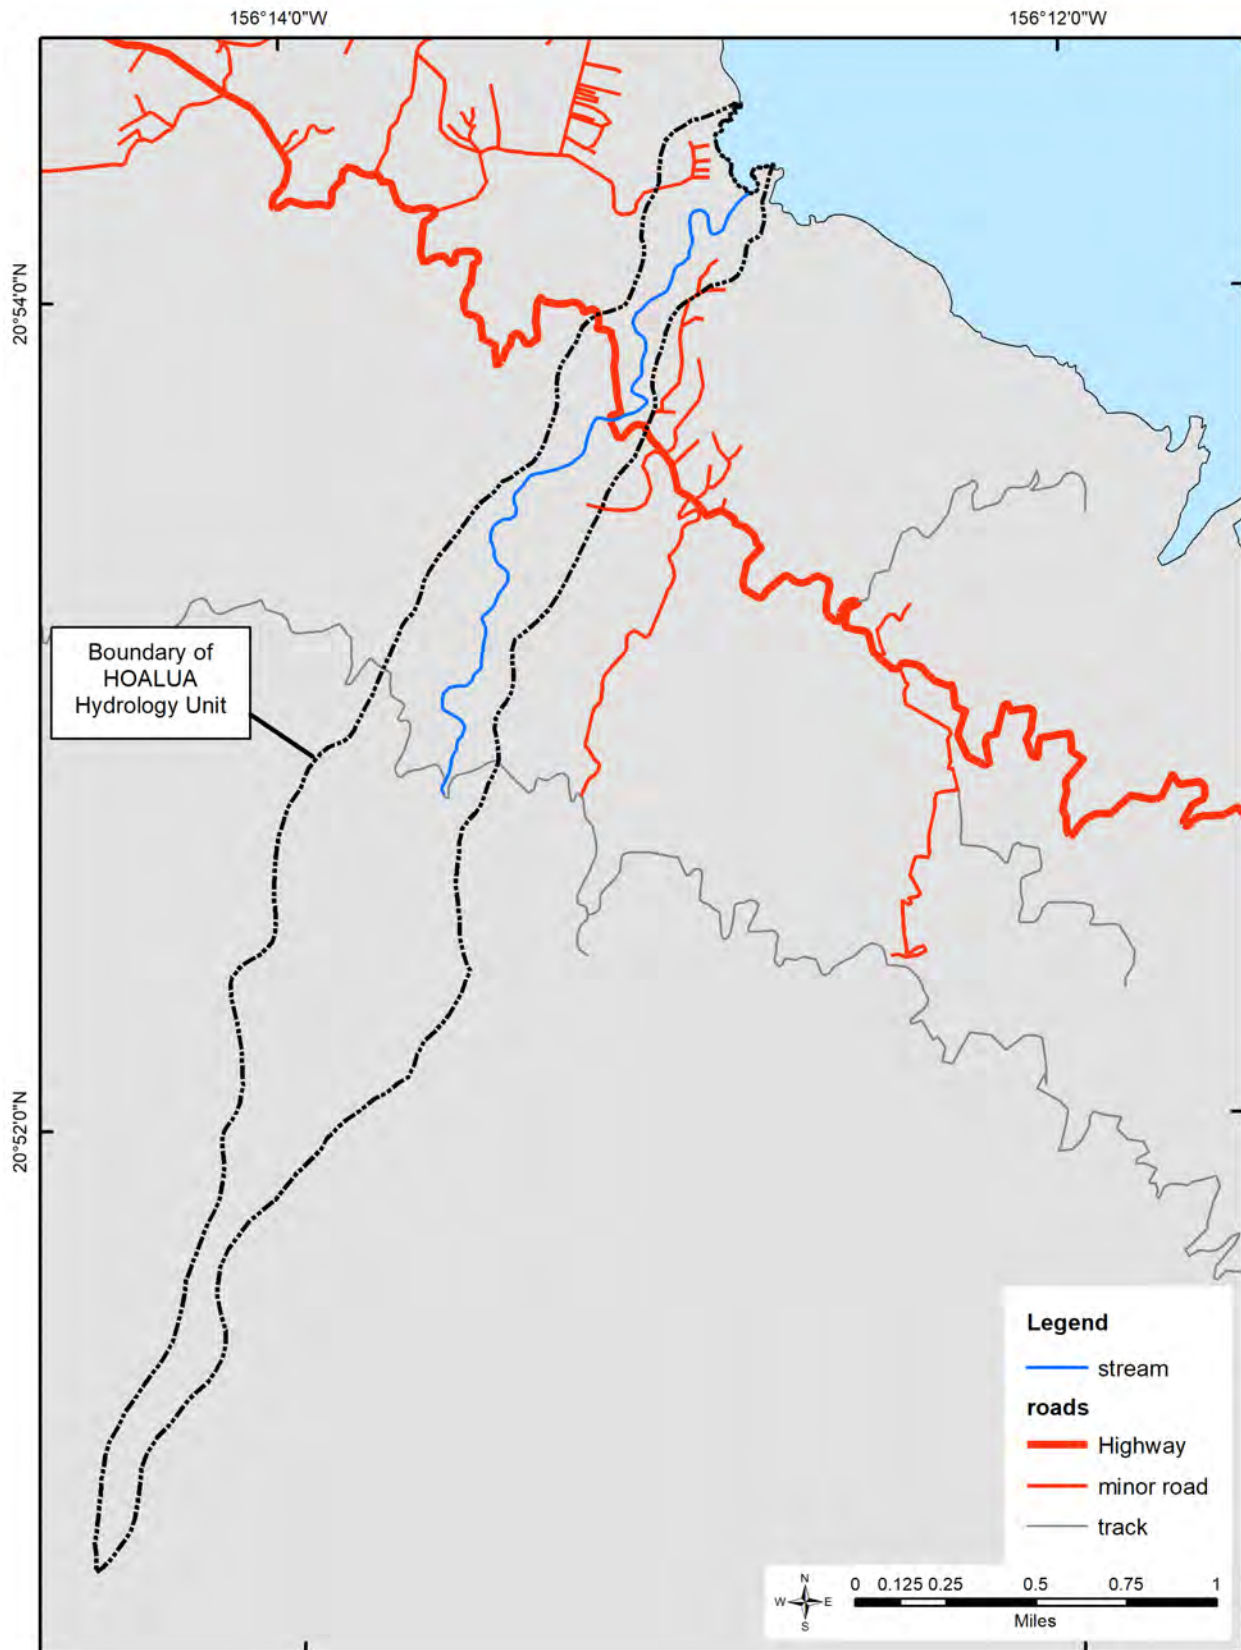 156°14'0"W
156°12'0"W
20°54'0"N
Boundary of
HOALUA
Hydrology Unit
20°52'0"N
Legend
stream
roads
Highway
minor road
track
N
W E
S
0 0.125 0.25 0.5 0.75 1
Miles